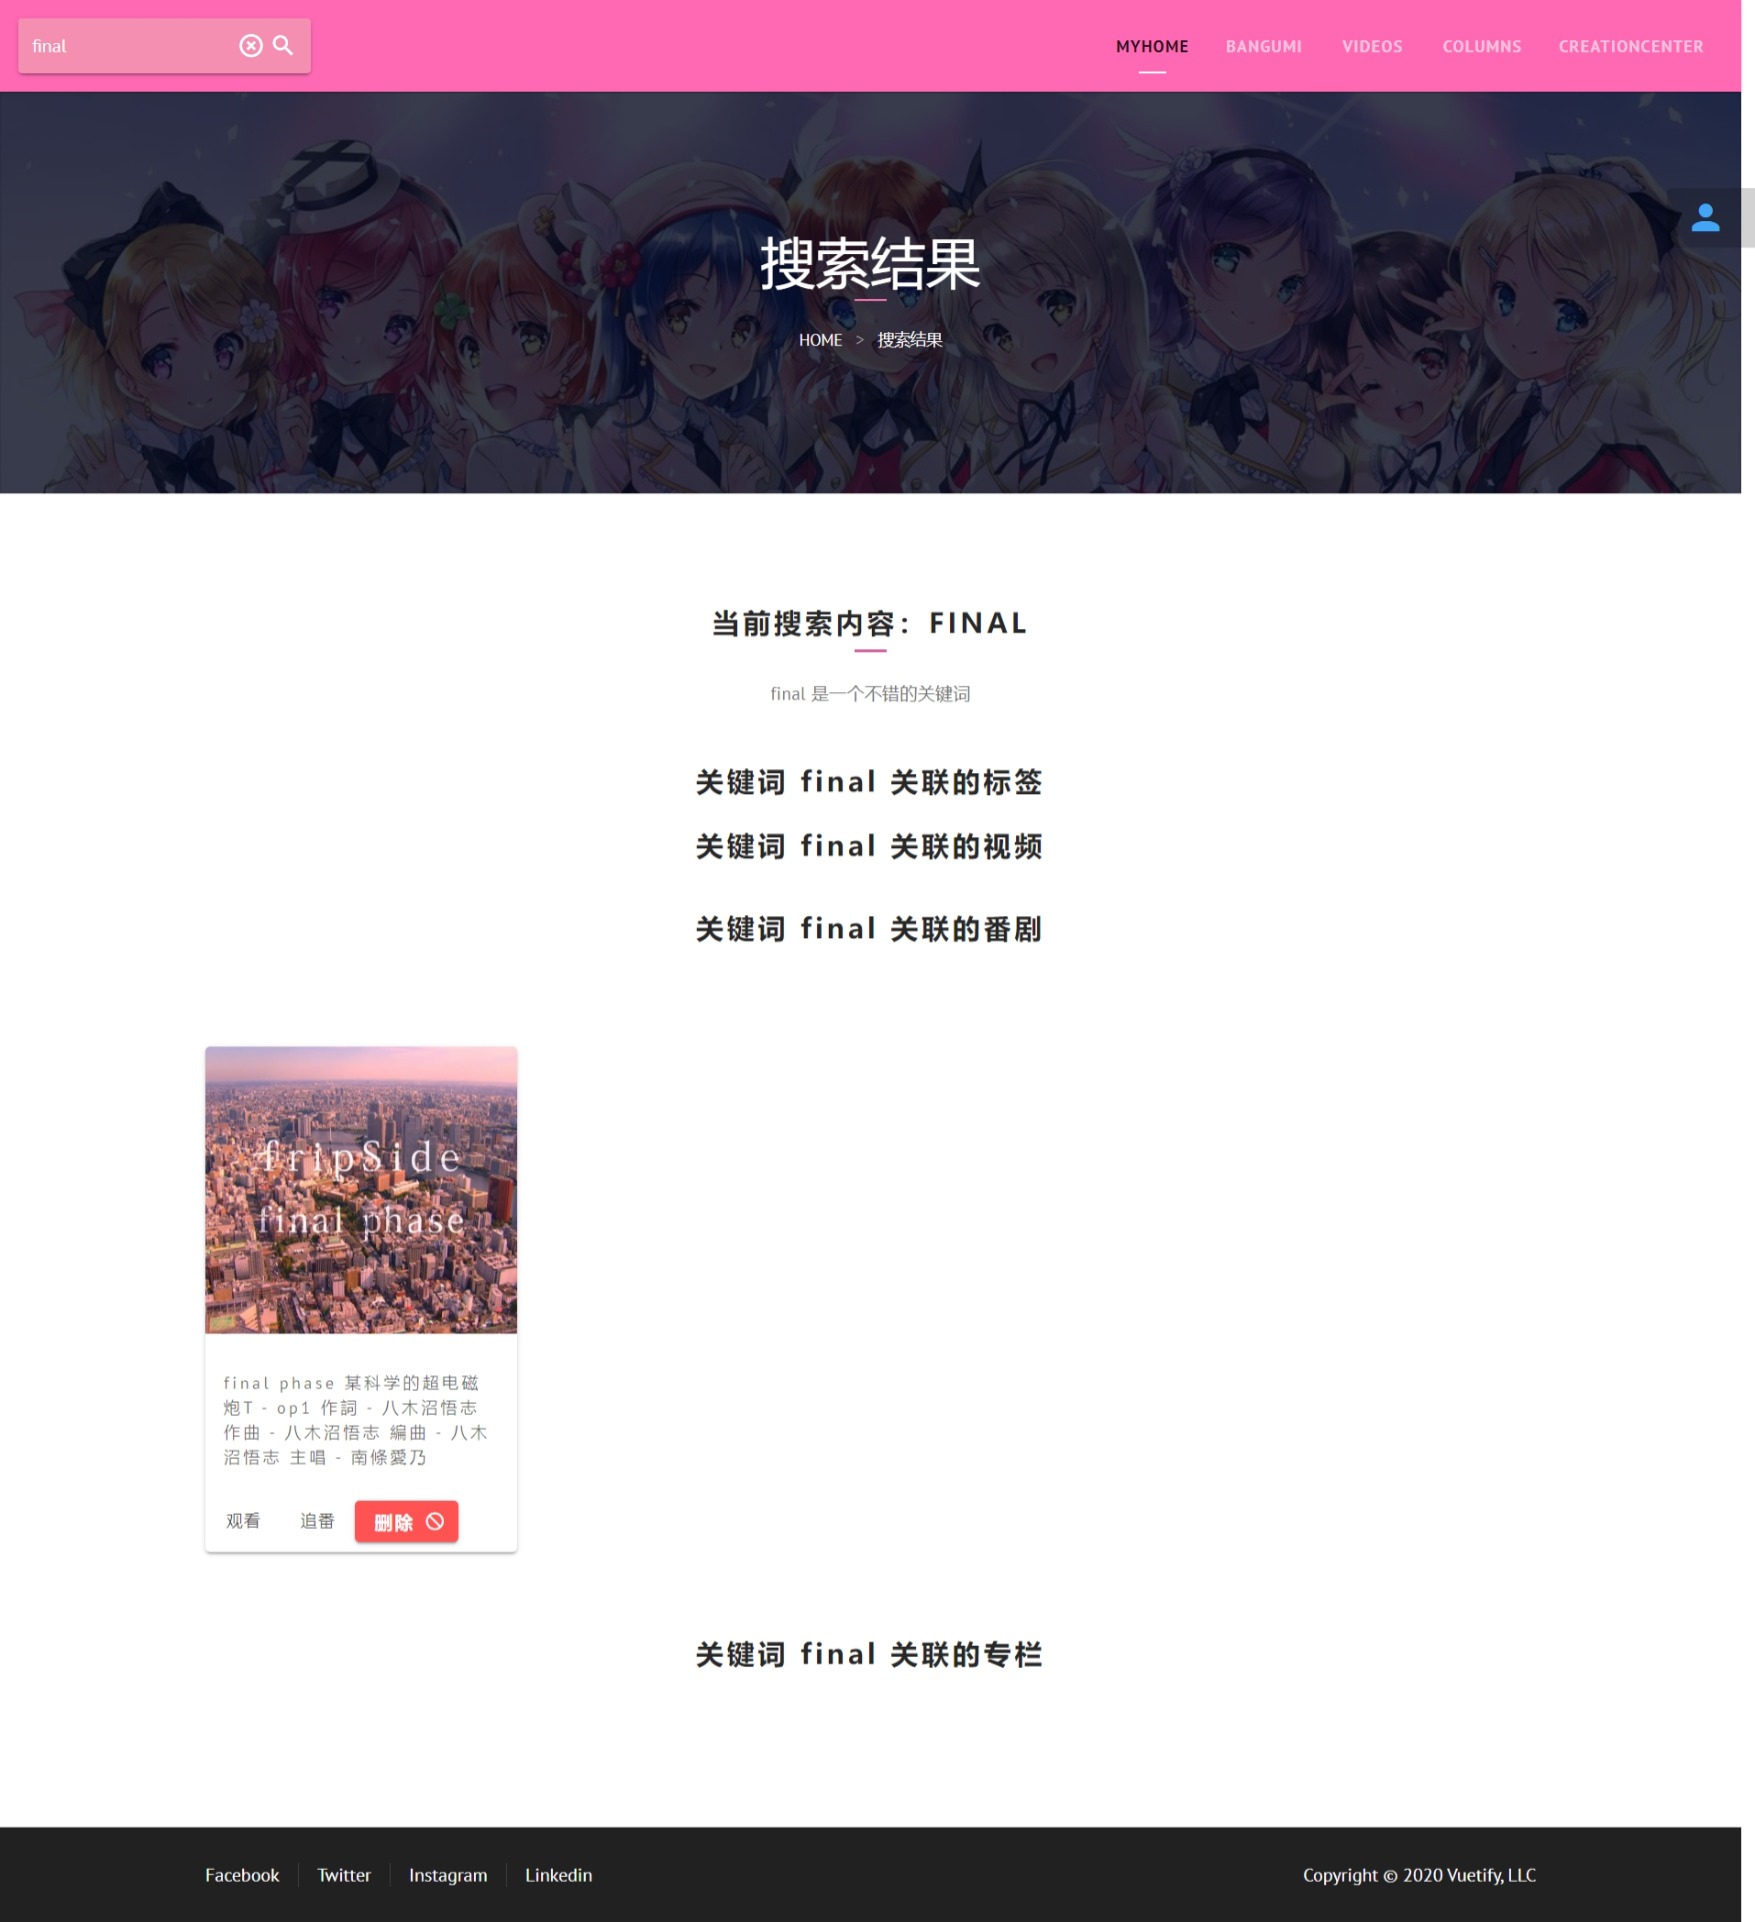 final
MYHOME
BANGUMI
VIDEOS
COLUMNS
CREATIONCENTER
搜索结果
HOME > 搜索结果
当前搜索内容：FINAL
final 是一个不错的关键词
关键词 final 关联的标签
关键词 final 关联的视频
关键词 final 关联的番剧
fripSide
final phase
final phase 某科学的超电磁
炮T - op1 作詞 - 八木沼悟志
作曲 - 八木沼悟志 編曲 - 八木
沼悟志 主唱 - 南條愛乃
观看
追番
删除
关键词 final 关联的专栏
Facebook
Twitter
Instagram
Linkedin
Copyright © 2020 Vuetify, LLC